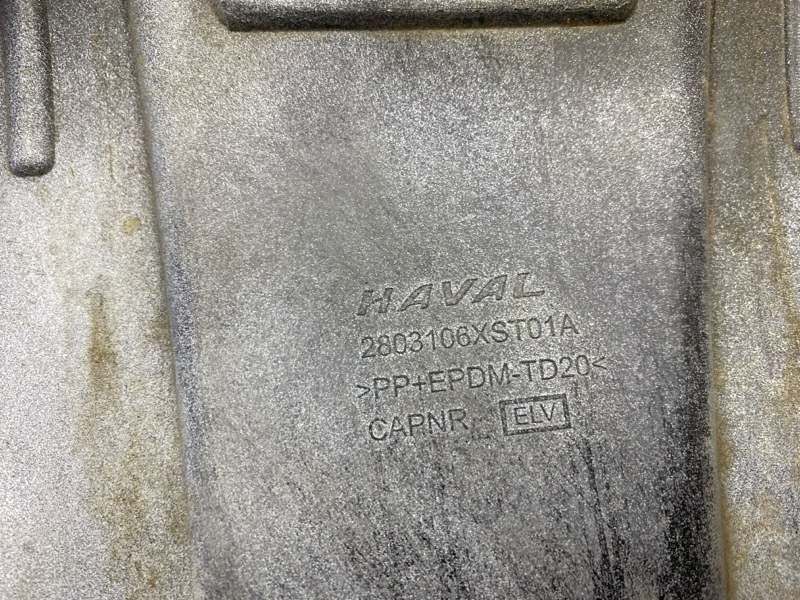 HAVAL
2803106XST01A
>PP+EPDM-TD20<
CAPNR ELV